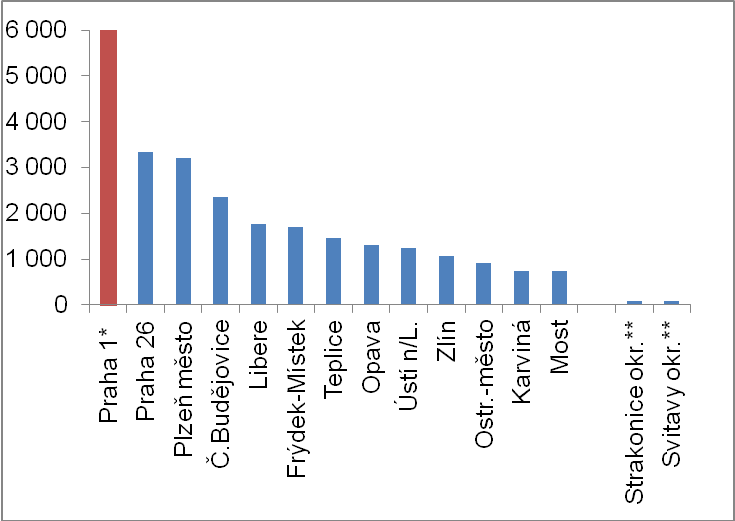 6 000
5 000
4 000
3 000
2 000
1 000
0
Praha 1*
Praha 26
Plzeň město
Č.Budějovice
Libere
Frýdek-Místek
Teplice
Opava
Ústí n/L.
Zlín
Ostr.-město
Karviná
Most
Strakonice okr.**
Svitavy okr.**